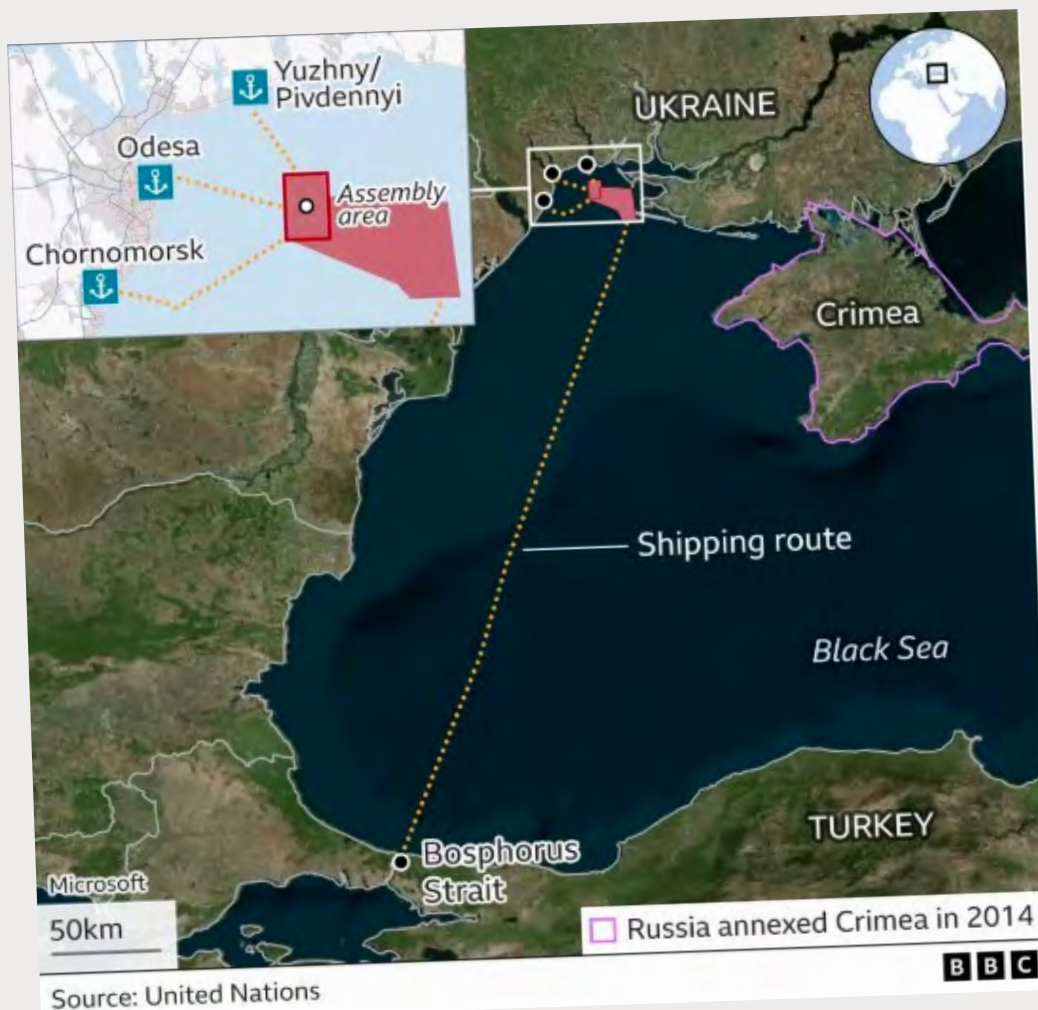 Yuzhny/
Pivdennyi
UKRAINE
Odesa
Assembly
area
Chornomorsk
Crimea
Shipping route
Black Sea
TURKEY
Bosphorus
Strait
Microsoft
50km
Russia annexed Crimea in 2014
BBC
Source: United Nations